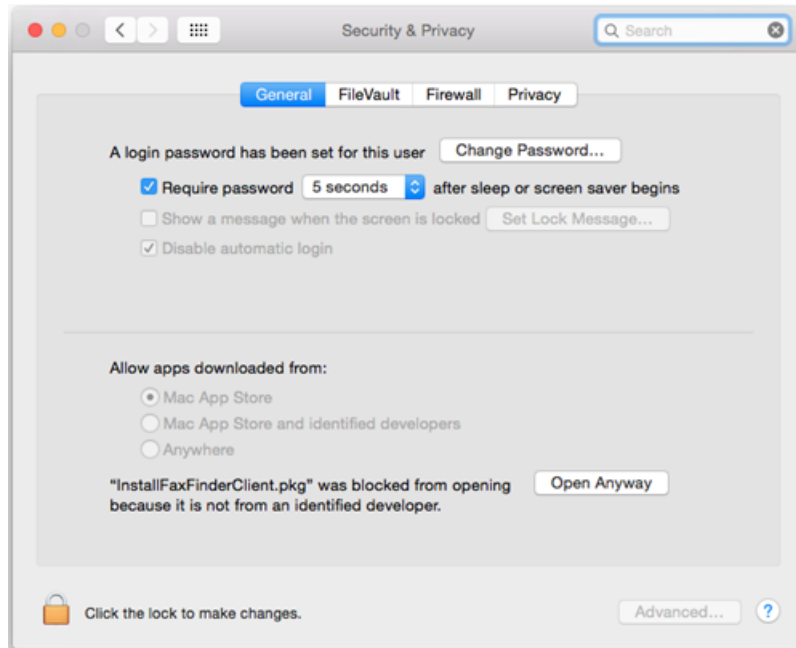 Security & Privacy
Search
General FileVault Firewall Privacy
A login password has been set for this user Change Password...
Require password 5 seconds after sleep or screen saver begins
Show a message when the screen is locked Set Lock Message...
Disable automatic login
Allow apps downloaded from:
Mac App Store
Mac App Store and identified developers
Anywhere
“InstallFaxFinderClient.pkg” was blocked from opening Open Anyway
because it is not from an identified developer.
Click the lock to make changes. Advanced... ?